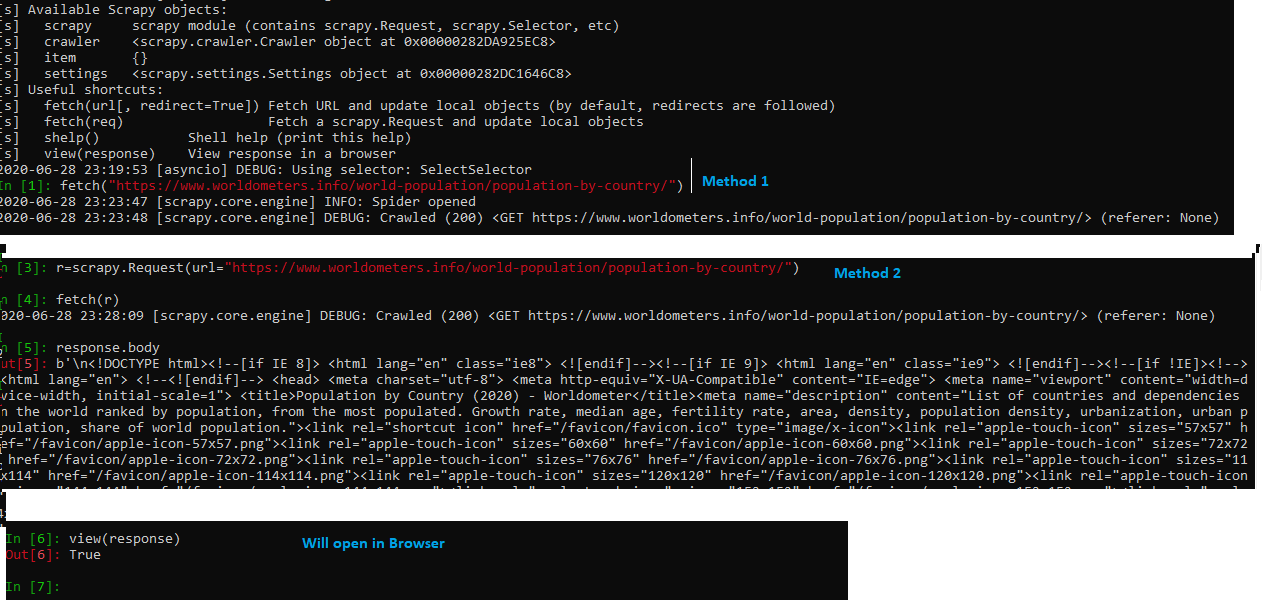 [s] Available Scrapy objects:
[s]   scrapy     scrapy module (contains scrapy.Request, scrapy.Selector, etc)
[s]   crawler    <scrapy.crawler.Crawler object at 0x00000282DA925EC8>
[s]   item       {}
[s]   settings   <scrapy.settings.Settings object at 0x00000282DC1646C8>
[s] Useful shortcuts:
[s]   fetch(url[, redirect=True]) Fetch URL and update local objects (by default, redirects are followed)
[s]   fetch(req)                  Fetch a scrapy.Request and update local objects
[s]   shelp()           Shell help (print this help)
[s]   view(response)    View response in a browser
2020-06-28 23:19:53 [asyncio] DEBUG: Using selector: SelectSelector
In [1]: fetch("https://www.worldometers.info/world-population/population-by-country/") Method 1
2020-06-28 23:23:47 [scrapy.core.engine] INFO: Spider opened
2020-06-28 23:23:48 [scrapy.core.engine] DEBUG: Crawled (200) <GET https://www.worldometers.info/world-population/population-by-country/> (referer: None)
n [3]: r=scrapy.Request(url="https://www.worldometers.info/world-population/population-by-country/") Method 2
n [4]: fetch(r)
020-06-28 23:28:09 [scrapy.core.engine] DEBUG: Crawled (200) <GET https://www.worldometers.info/world-population/population-by-country/> (referer: None)
n [5]: response.body
ut[5]: b'\n<!DOCTYPE html><!--[if IE 8]> <html lang="en" class="ie8"> <![endif]--><!--[if IE 9]> <html lang="en" class="ie9"> <![endif]--><!--[if !IE]><!-->
<html lang="en"> <!--<![endif]--> <head> <meta charset="utf-8"> <meta http-equiv="X-UA-Compatible" content="IE=edge"> <meta name="viewport" content="width=d
vice-width, initial-scale=1"> <title>Population by Country (2020) - Worldometer</title><meta name="description" content="List of countries and dependencies
n the world ranked by population, from the most populated. Growth rate, median age, fertility rate, area, density, population density, urbanization, urban p
pulation, share of world population."><link rel="shortcut icon" href="/favicon/favicon.ico" type="image/x-icon"><link rel="apple-touch-icon" sizes="57x57" h
ef="/favicon/apple-icon-57x57.png"><link rel="apple-touch-icon" sizes="60x60" href="/favicon/apple-icon-60x60.png"><link rel="apple-touch-icon" sizes="72x72
 href="/favicon/apple-icon-72x72.png"><link rel="apple-touch-icon" sizes="76x76" href="/favicon/apple-icon-76x76.png"><link rel="apple-touch-icon" sizes="11
x114" href="/favicon/apple-icon-114x114.png"><link rel="apple-touch-icon" sizes="120x120" href="/favicon/apple-icon-120x120.png"><link rel="apple-touch-icon
In [6]: view(response) Will open in Browser
Out[6]: True
In [7]: